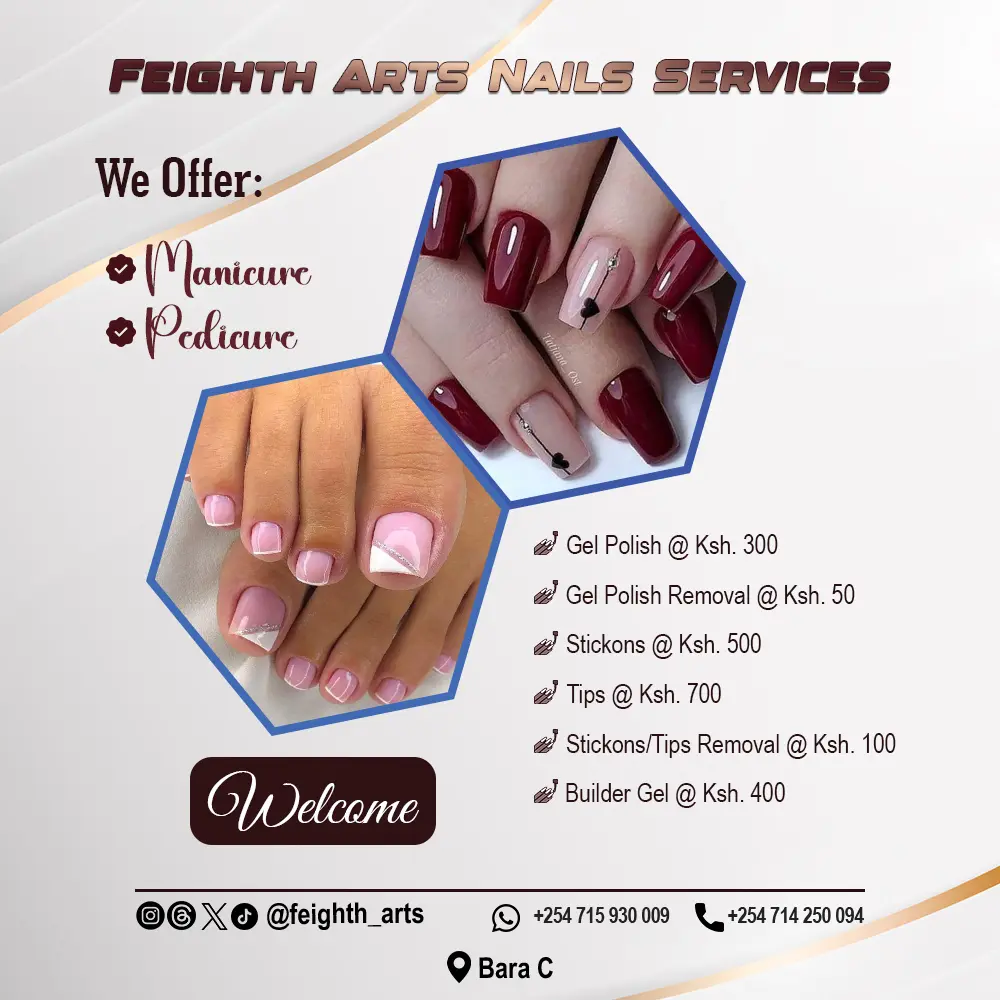 Feighth Arts Nails Services
We Offer:
Manicure
Pedicure
Tatjana_Ost
Gel Polish @ Ksh. 300
Gel Polish Removal @ Ksh. 50
Stickons @ Ksh. 500
Tips @ Ksh. 700
Stickons/Tips Removal @ Ksh. 100
Builder Gel @ Ksh. 400
Welcome
@feighth_arts +254 715 930 009 +254 714 250 094
Bara C